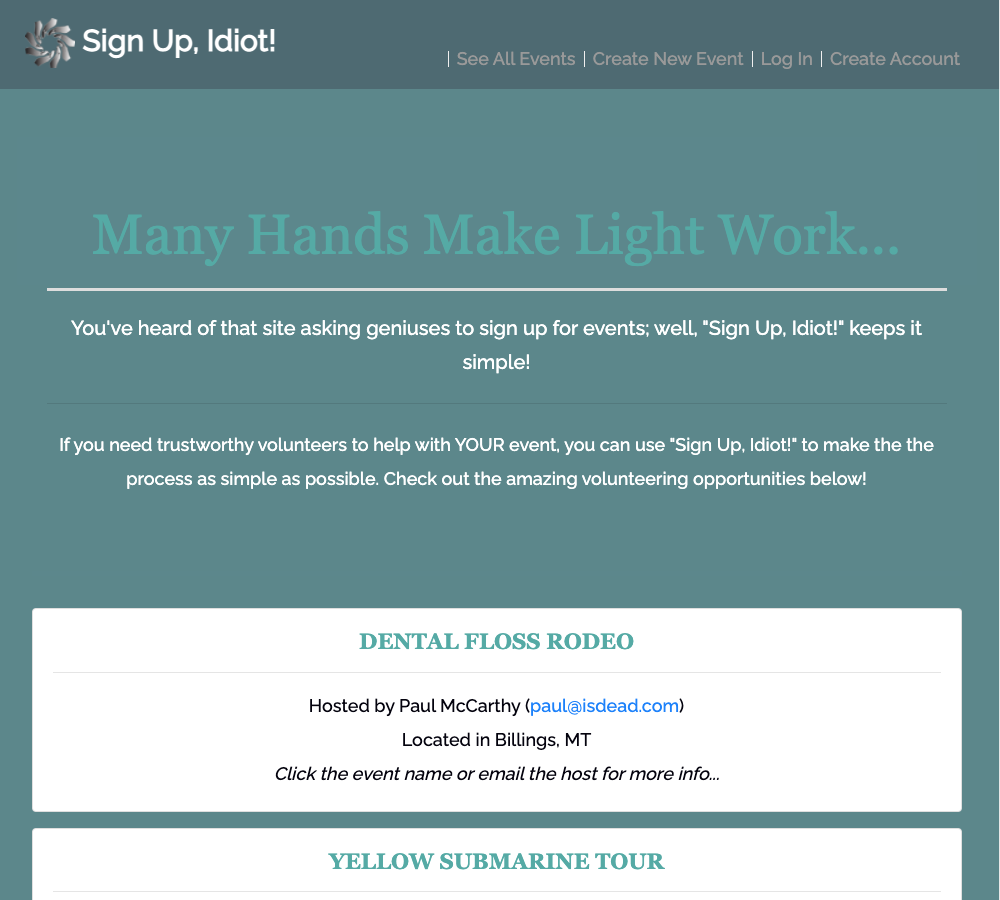 Sign Up, Idiot!
| See All Events | Create New Event | Log In | Create Account
Many Hands Make Light Work...
You've heard of that site asking geniuses to sign up for events; well, "Sign Up, Idiot!" keeps it
simple!
If you need trustworthy volunteers to help with YOUR event, you can use "Sign Up, Idiot!" to make the the
process as simple as possible. Check out the amazing volunteering opportunities below!
DENTAL FLOSS RODEO
Hosted by Paul McCarthy (paul@isdead.com)
Located in Billings, MT
Click the event name or email the host for more info...
YELLOW SUBMARINE TOUR